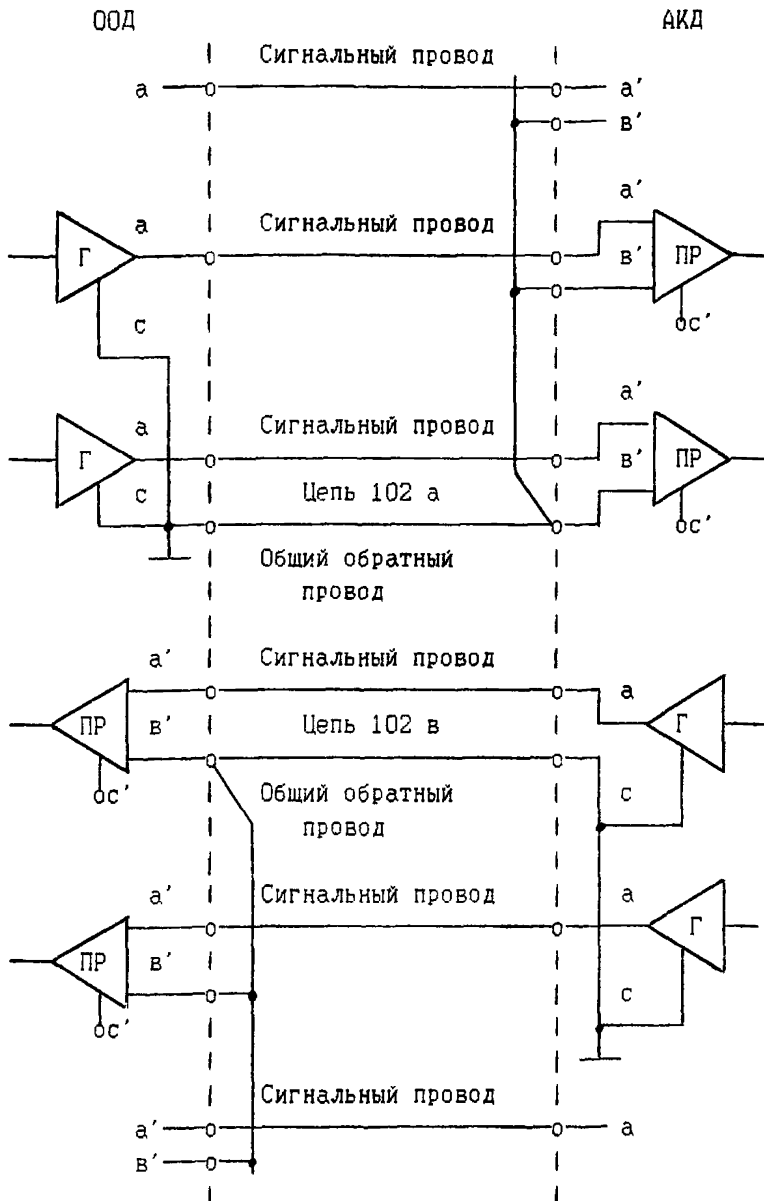 ООД АКД
Сигнальный провод
а а'
в'
а'
а Сигнальный провод
Г в' ПР
с ос'
а'
а Сигнальный провод
Г в' ПР
с Цепь 102 а
ос'
Общий обратный
провод
а' Сигнальный провод
а
ПР в' Цепь 102 в Г
ос' Общий обратный с
провод
а' Сигнальный провод а
Г
ПР в'
с
ос'
Сигнальный провод
а' а
в'